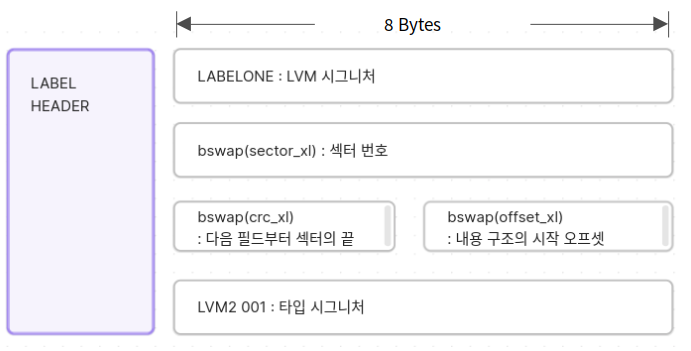 8 Bytes
LABEL
HEADER
LABELONE : LVM 시그니처
bswap(sector_xl) : 섹터 번호
bswap(crc_xl)
: 다음 필드부터 섹터의 끝
bswap(offset_xl)
: 내용 구조의 시작 오프셋
LVM2 001 : 타입 시그니처